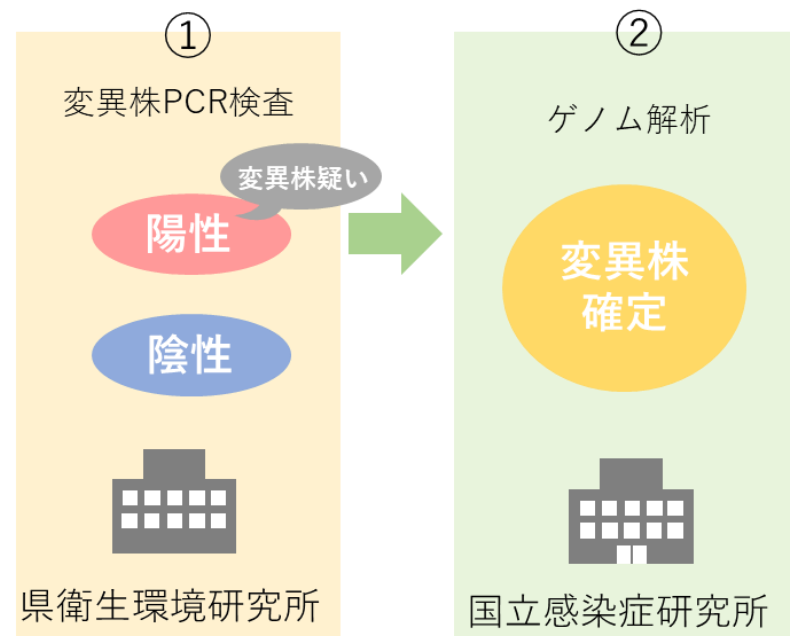 ①
変異株PCR検査
変異株疑い
陽性
陰性
県衛生環境研究所
②
ゲノム解析
変異株
確定
国立感染症研究所